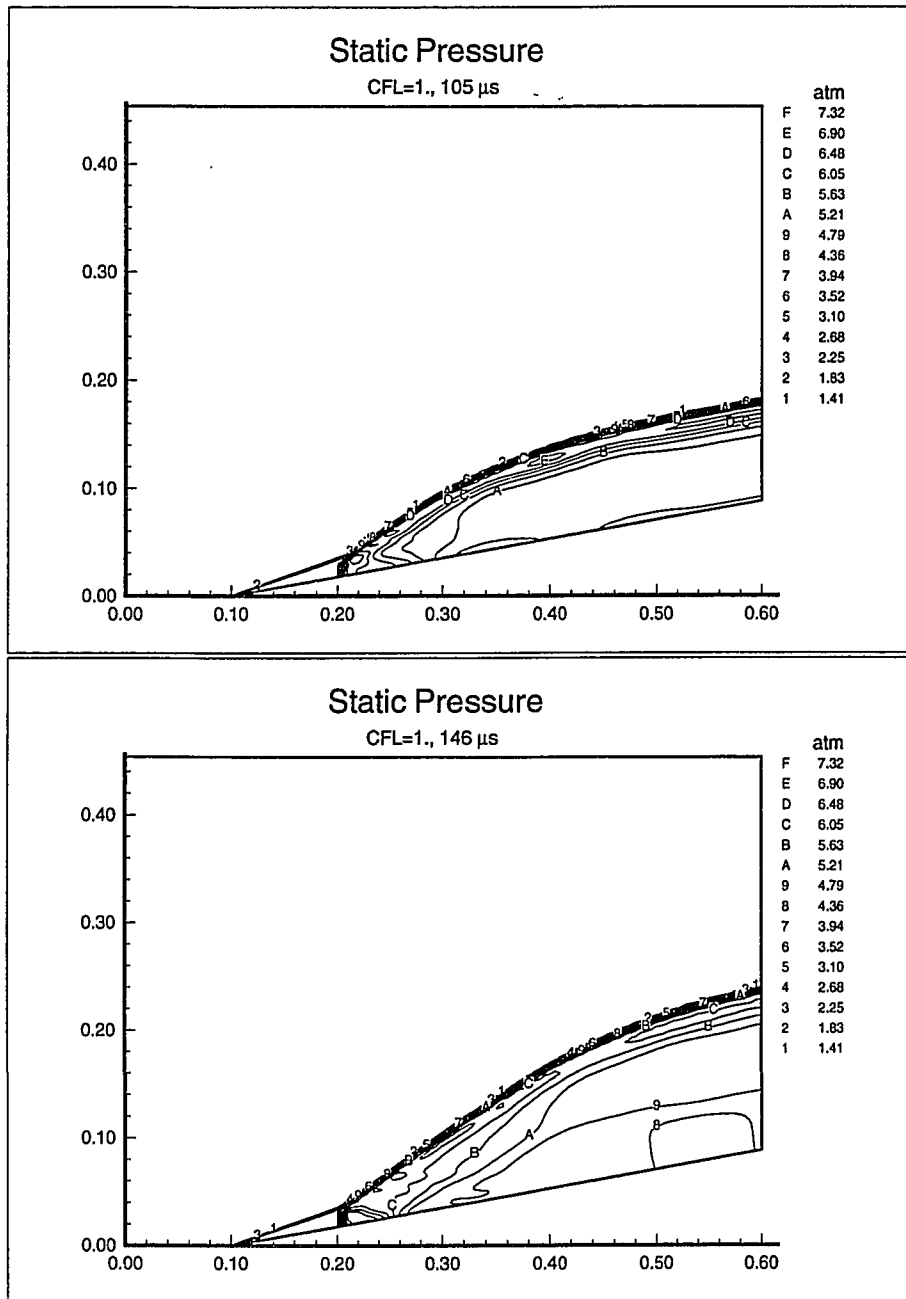 Static Pressure
CFL=1., 105 μs
atm
F 7.32
E 6.90
D 6.48
C 6.05
B 5.63
A 5.21
9 4.79
8 4.36
7 3.94
6 3.52
5 3.10
4 2.68
3 2.25
2 1.83
1 1.41
0.40
0.30
0.20
0.10
0.00
2
D C
A
E
B
D C
0.00 0.10 0.20 0.30 0.40 0.50 0.60
Static Pressure
CFL=1., 146 μs
atm
F 7.32
E 6.90
D 6.48
C 6.05
B 5.63
A 5.21
9 4.79
8 4.36
7 3.94
6 3.52
5 3.10
4 2.68
3 2.25
2 1.83
1 1.41
0.40
0.30
0.20
0.10
0.00
C
B
C
B
A
B
9
8
C
0.00 0.10 0.20 0.30 0.40 0.50 0.60